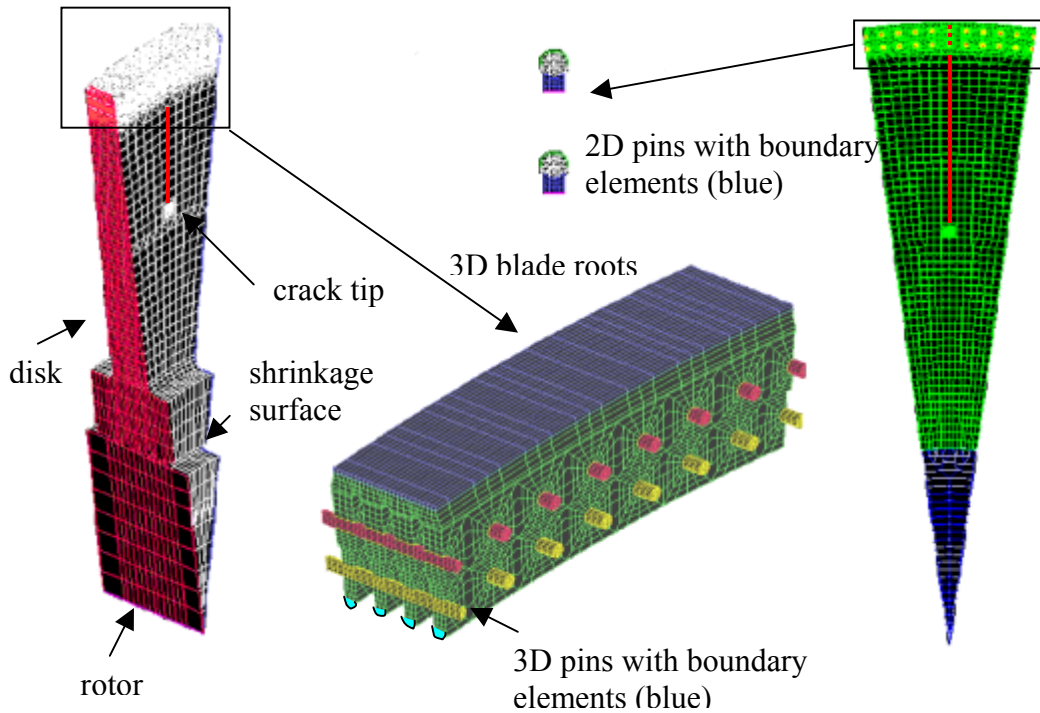 2D pins with boundary
elements (blue)
3D blade roots
crack tip
disk
shrinkage
surface
3D pins with boundary
elements (blue)
rotor